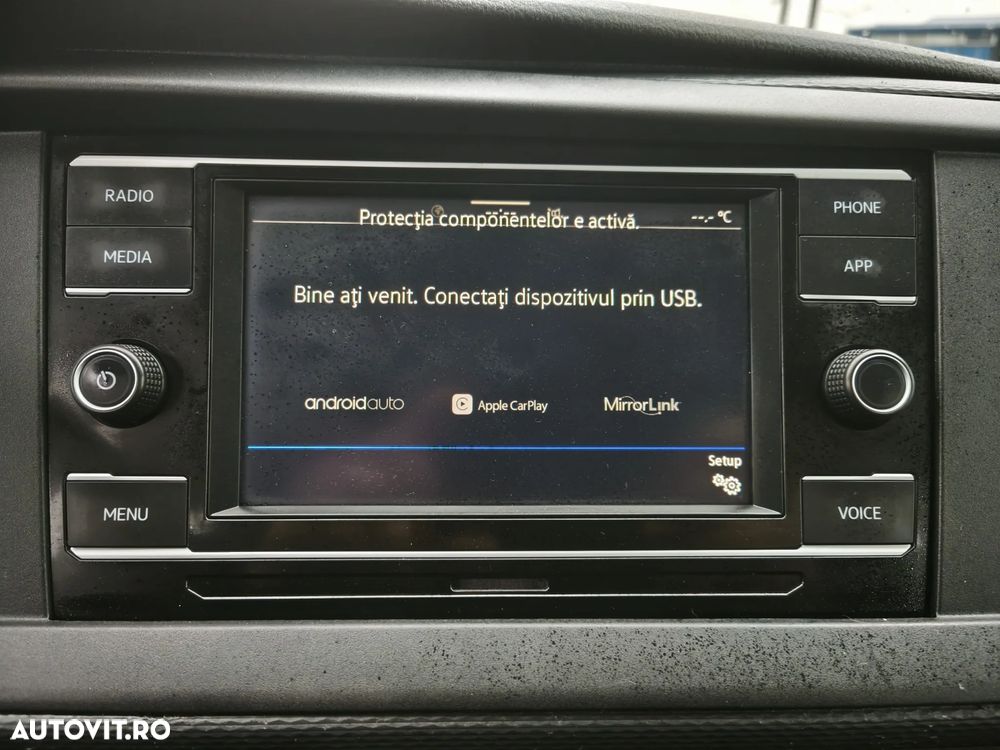 RADIO
PHONE
Protecția componentelor e activă.
--.- °C
MEDIA
APP
Bine ați venit. Conectați dispozitivul prin USB.
androidauto
Apple CarPlay
MirrorLink
Setup
MENU
VOICE
AUTOVIT.RO